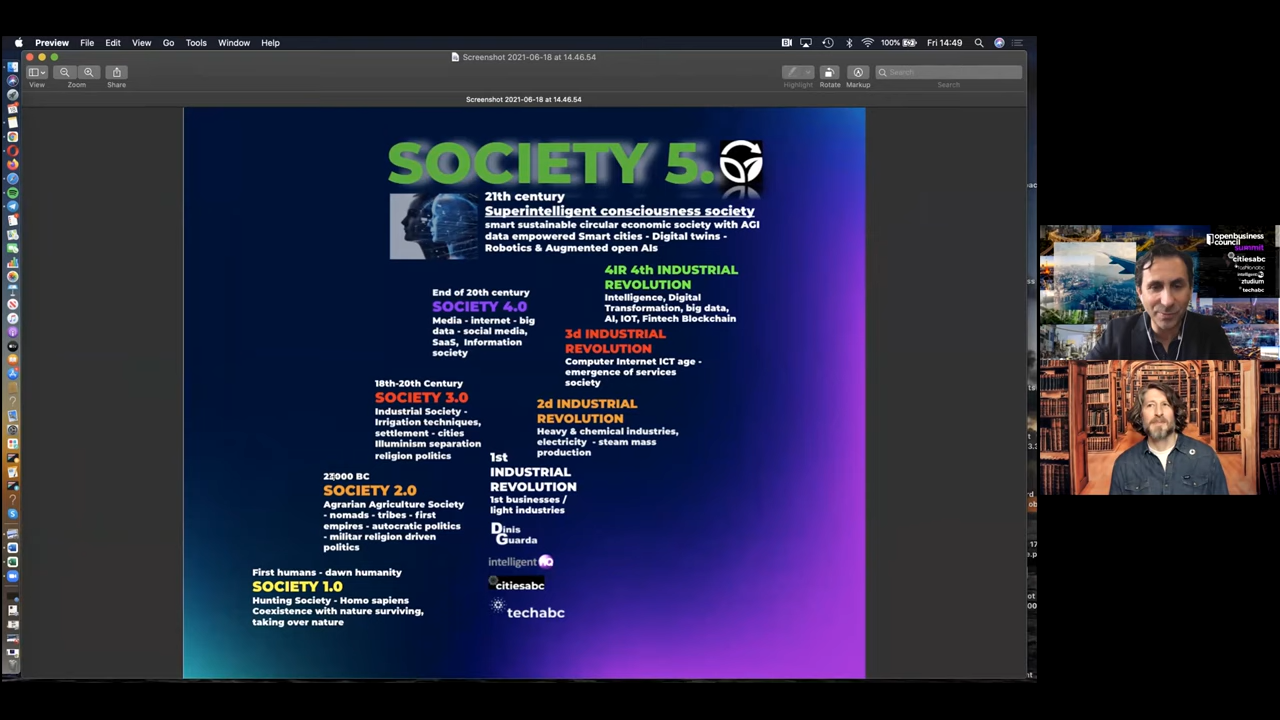 Preview File Edit View Go Tools Window Help
100% Fri 14:49
Screenshot 2021-06-18 at 14.46.54
View Zoom Share
Highlight Rotate Markup Search
Search
Screenshot 2021-06-18 at 14.46.54
SOCIETY 5.
21th century
Superintelligent consciousness society
smart sustainable circular economic society with AGI
data empowered Smart cities - Digital twins -
Robotics & Augmented open AIs
4IR 4th INDUSTRIAL
REVOLUTION
Intelligence, Digital
Transformation, big data,
AI, IOT, Fintech Blockchain
End of 20th century
SOCIETY 4.0
Media - internet - big
data - social media,
SaaS, Information
society
3d INDUSTRIAL
REVOLUTION
Computer Internet ICT age -
emergence of services
society
18th-20th Century
SOCIETY 3.0
Industrial Society -
Irrigation techniques,
settlement - cities
Illuminism separation
religion politics
2d INDUSTRIAL
REVOLUTION
Heavy & chemical industries,
electricity - steam mass
production
1st
INDUSTRIAL
REVOLUTION
1st businesses /
light industries
BC
SOCIETY 2.0
Agrarian Agriculture Society
- nomads - tribes - first
empires - autocratic politics
- militar religion driven
politics
Dinis
Guarda
intelligentHQ
citiesabc
techabc
First humans - dawn humanity
SOCIETY 1.0
Hunting Society - Homo sapiens
Coexistence with nature surviving,
taking over nature
openbusiness
council
summit
citiesabc
fashionabc
intelligent
ztudium
techabc